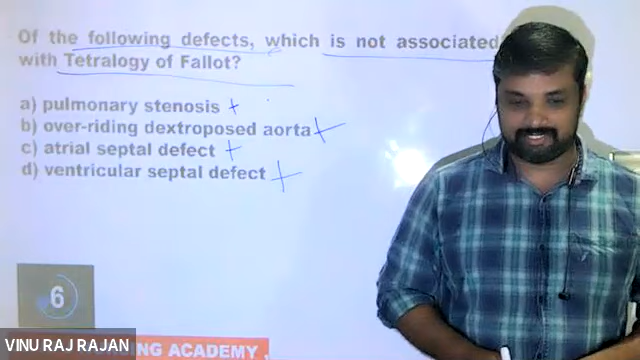 Of the following defects, which is not associated
with Tetralogy of Fallot?
a) pulmonary stenosis +
b) over-riding dextroposed aorta +
c) atrial septal defect +
d) ventricular septal defect +
6
VINU RAJ RAJAN
ACADEMY